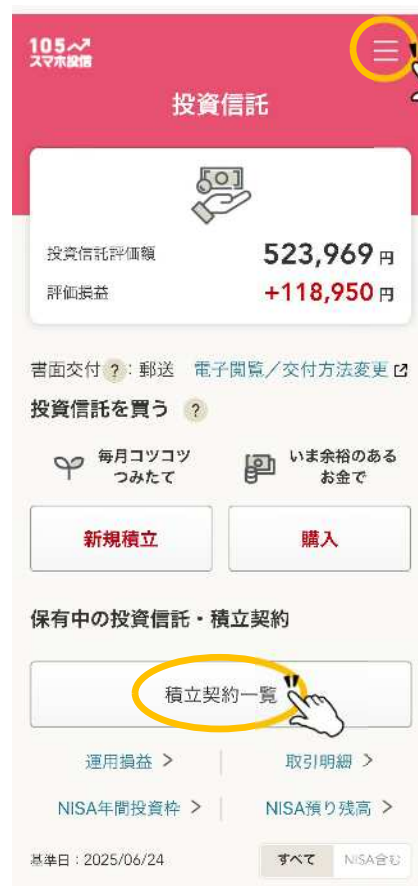 105
スマホ投信
投資信託
投資信託評価額 523,969 円
評価損益 +118,950 円
書面交付 ? : 郵送 電子閲覧／交付方法変更
投資信託を買う ?
毎月コツコツ
つみたて
いま余裕のある
お金で
新規積立 購入
保有中の投資信託・積立契約
積立契約一覧
運用損益 > 取引明細 >
NISA年間投資枠 > NISA預り残高 >
基準日：2025/06/24 すべて NISA含む